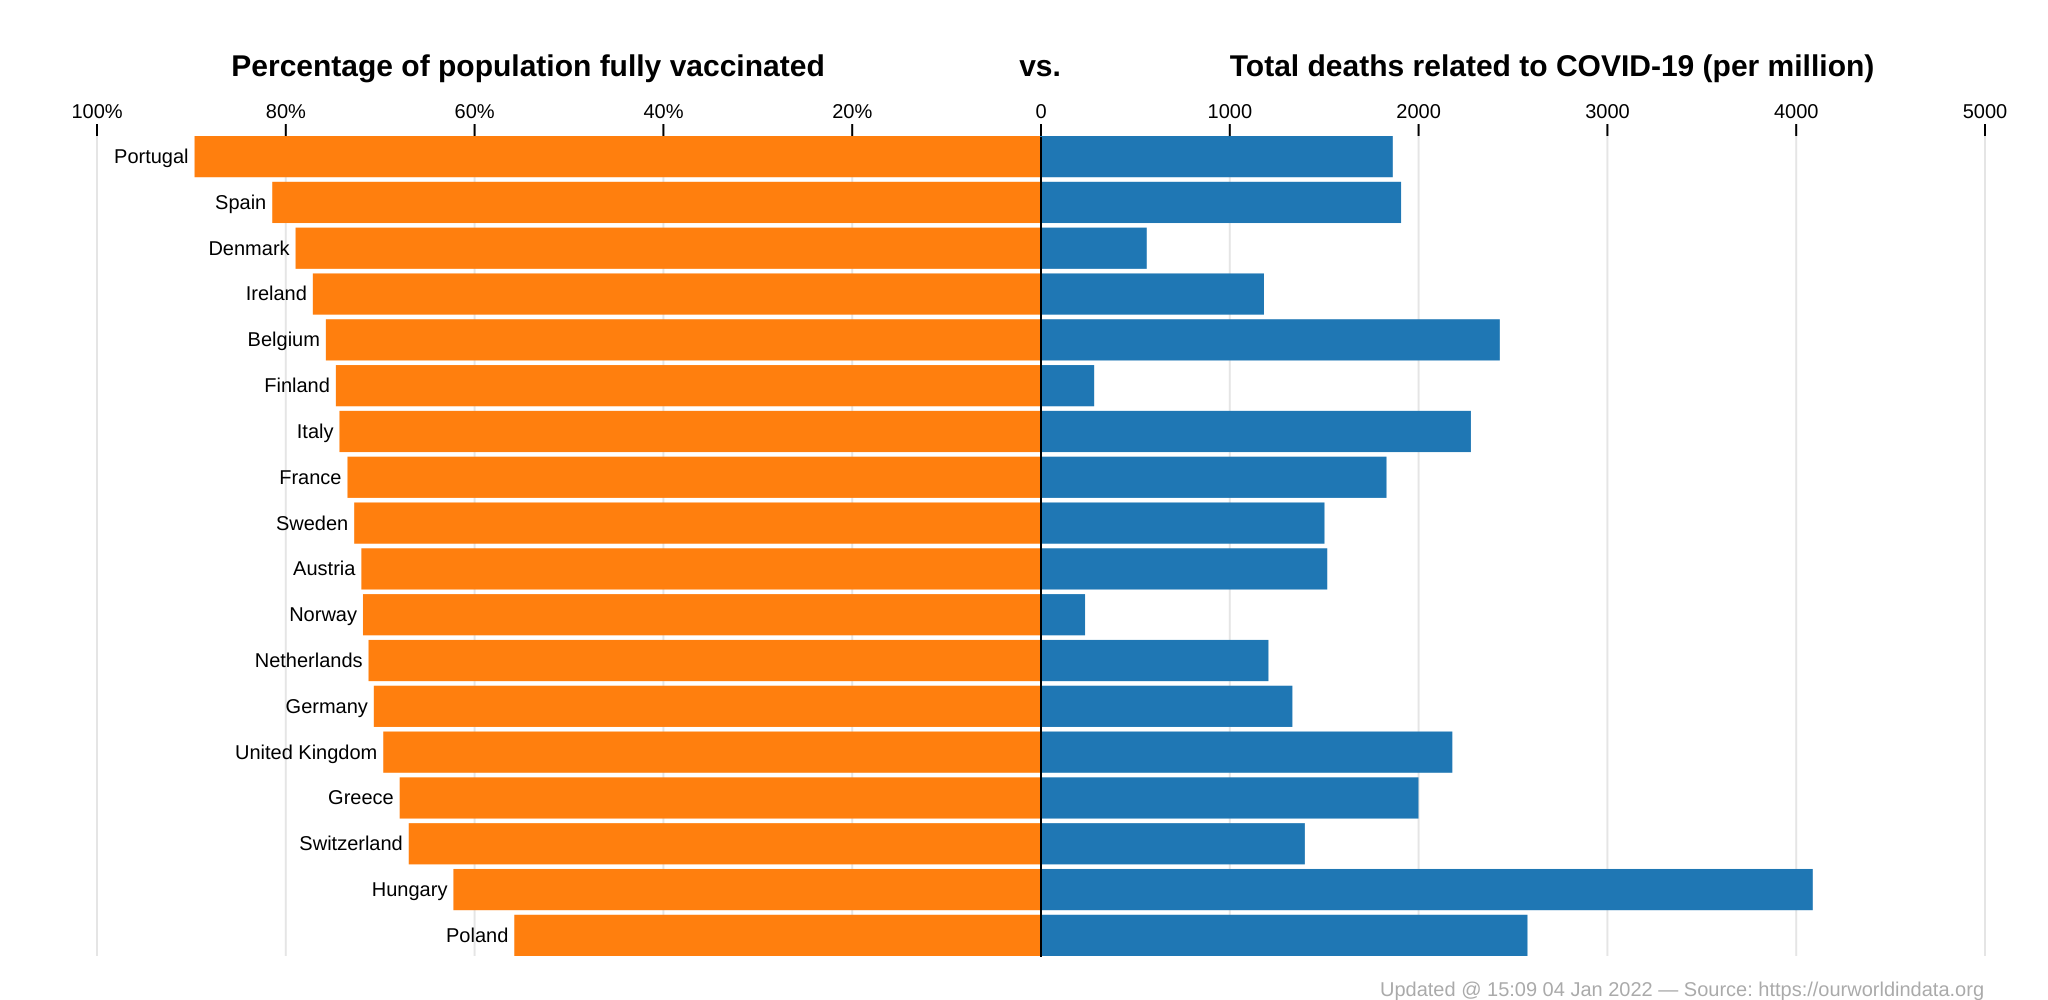 Percentage of population fully vaccinated vs. Total deaths related to COVID-19 (per million)
100% 80% 60% 40% 20% 0 1000 2000 3000 4000 5000
Portugal
Spain
Denmark
Ireland
Belgium
Finland
Italy
France
Sweden
Austria
Norway
Netherlands
Germany
United Kingdom
Greece
Switzerland
Hungary
Poland
Updated @ 15:09 04 Jan 2022 — Source: https://ourworldindata.org